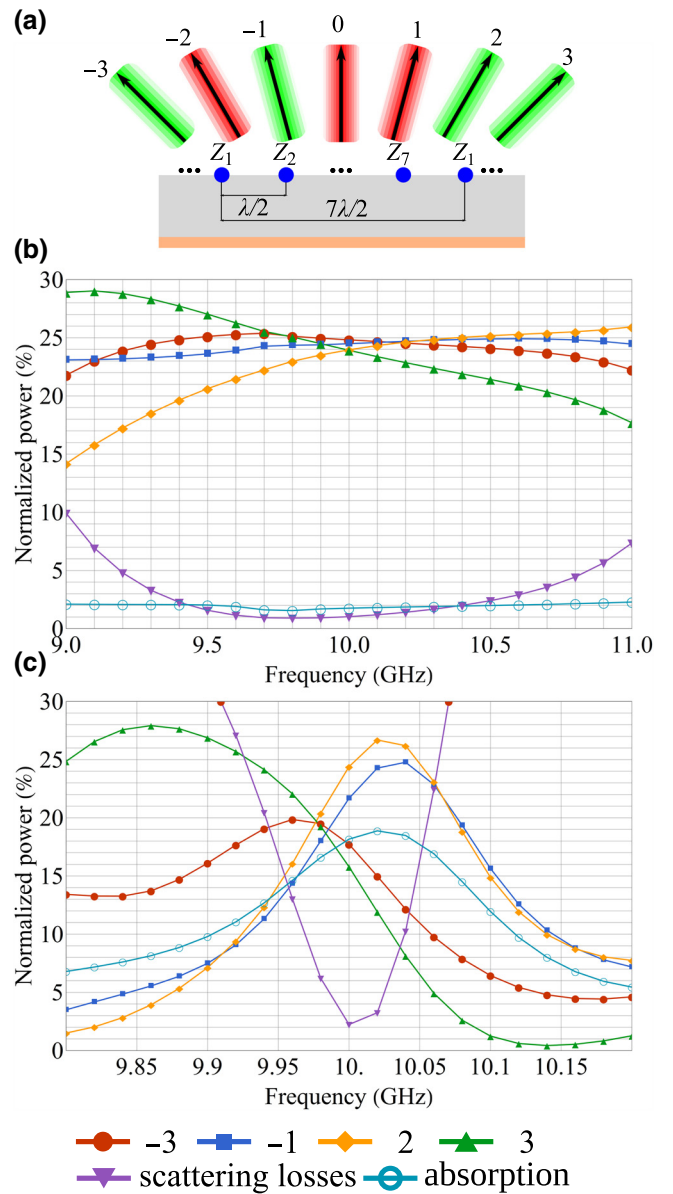 (a)
−3 −2 −1 0 1 2 3
... Z1 Z2 ... Z7 Z1 ...
λ/2
7λ/2
(b)
30
25
20
15
10
5
0
Normalized power (%)
9.0 9.5 10.0 10.5 11.0
Frequency (GHz)
(c)
30
25
20
15
10
5
0
Normalized power (%)
9.85 9.9 9.95 10. 10.05 10.1 10.15
Frequency (GHz)
−3 −1 2 3
scattering losses absorption